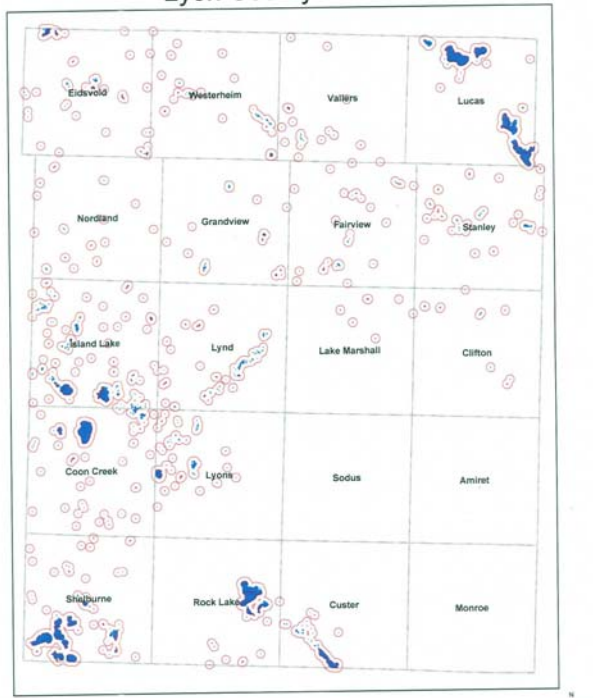 Eidsvold
Westerheim
Vallers
Lucas
Nordland
Grandview
Fairview
Stanley
Island Lake
Lynd
Lake Marshall
Clifton
Coon Creek
Lyons
Sodus
Amiret
Shelburne
Rock Lake
Custer
Monroe
N